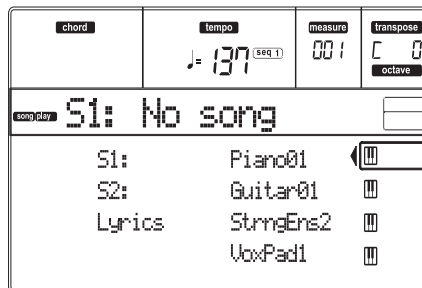 chord tempo measure transpose
♩= 137 seq 1 001 C 0
octave
song play S1: No song
S1: Piano01
S2: Guitar01
Lyrics StrngEns2
VoxPad1